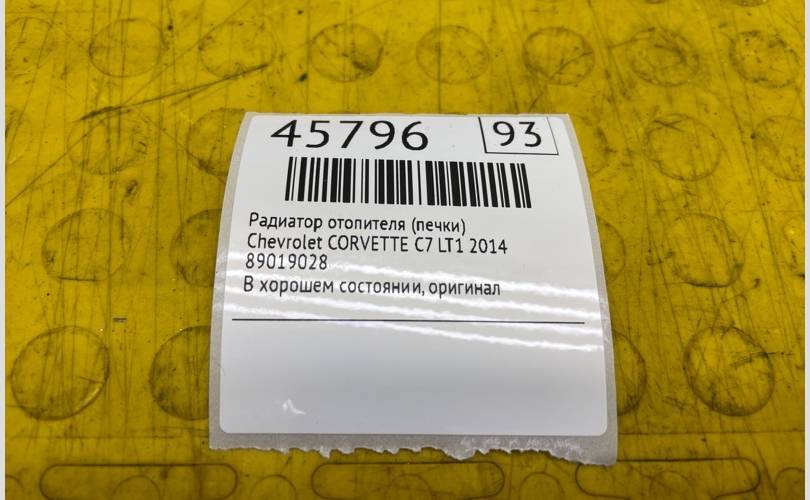 45796 93
Радиатор отопителя (печки)
Chevrolet CORVETTE C7 LT1 2014
89019028
В хорошем состоянии, оригинал